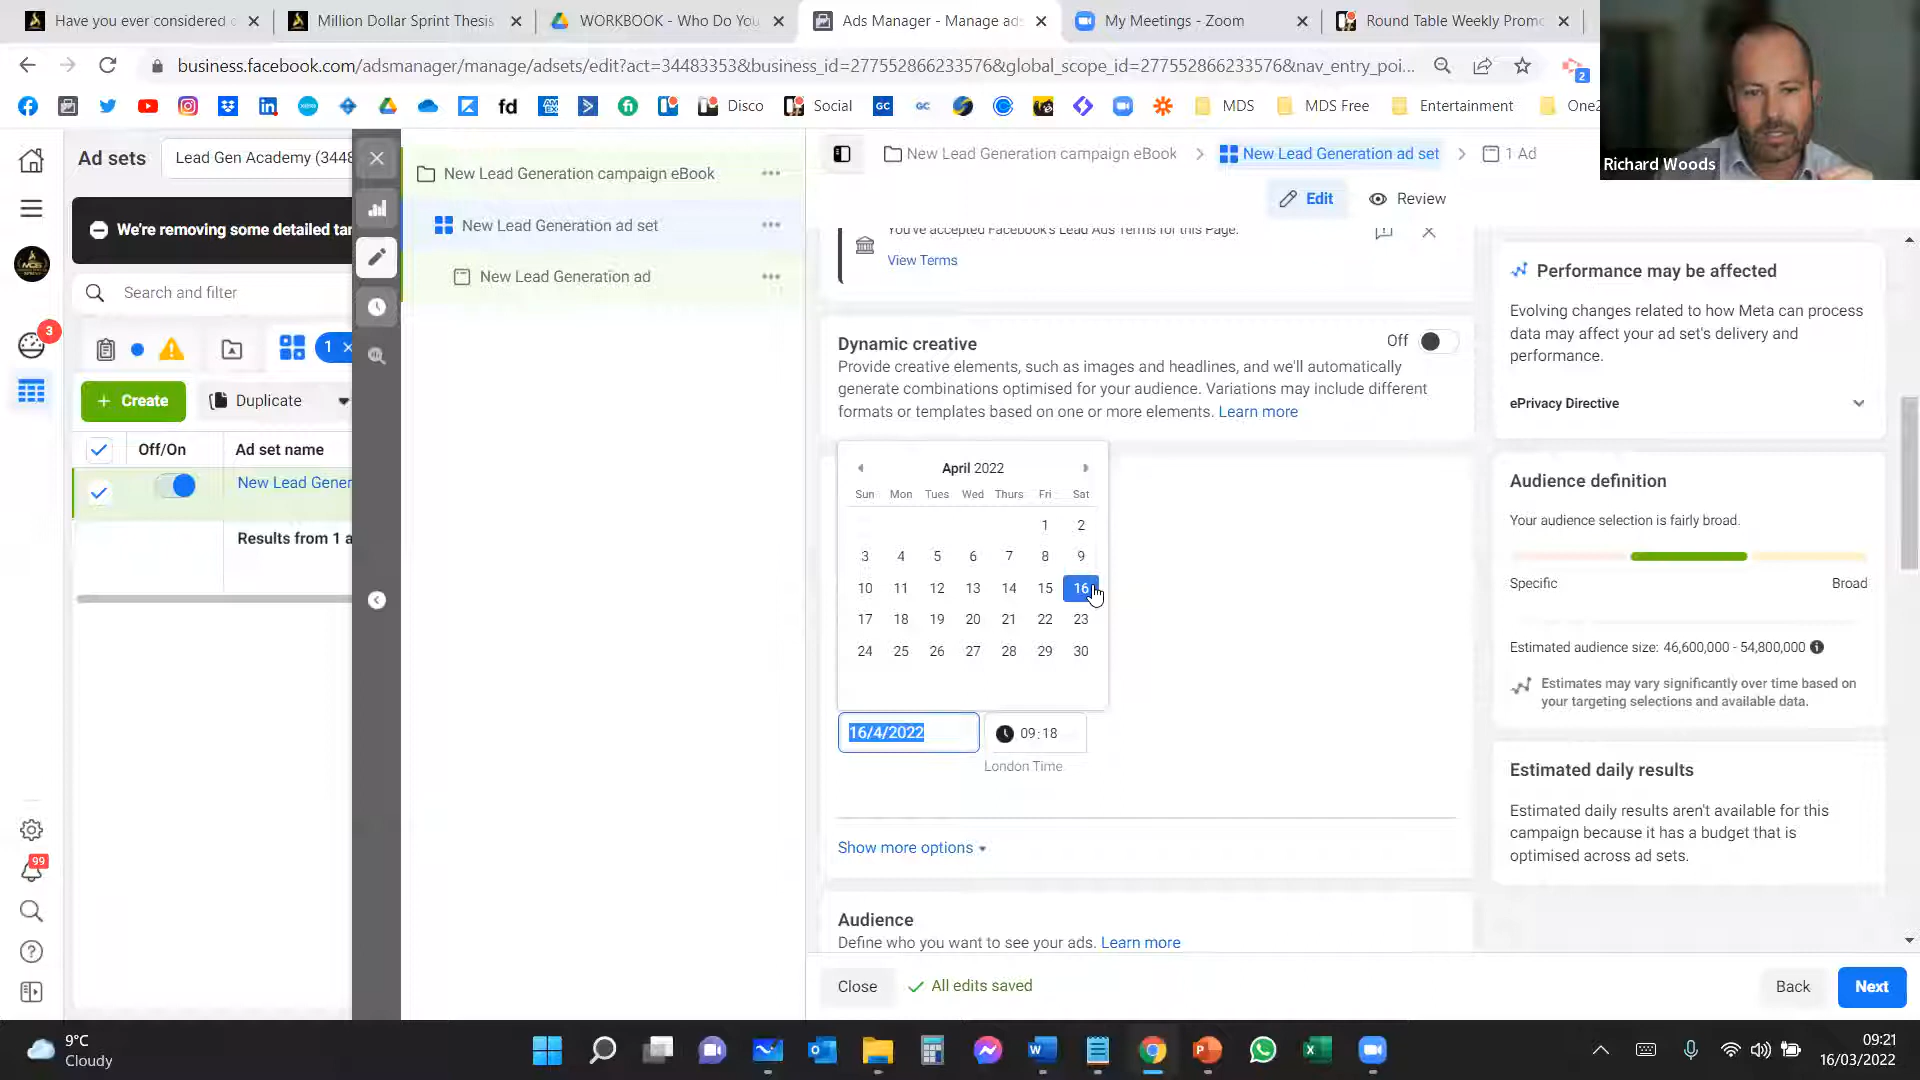 Have you ever considered
Million Dollar Sprint Thesis
WORKBOOK - Who Do You
Ads Manager - Manage ads
My Meetings - Zoom
Round Table Weekly Promo
business.facebook.com/adsmanager/manage/adsets/edit?act=34483353&business_id=277552866233576&global_scope_id=277552866233576&nav_entry_poi...
2
fd
Disco
Social
GC
GC
MDS
MDS Free
Entertainment
One2
Richard Woods
Ad sets
Lead Gen Academy (3448
New Lead Generation campaign eBook
New Lead Generation ad set
1 Ad
Edit
Review
New Lead Generation campaign eBook
New Lead Generation ad set
New Lead Generation ad
We're removing some detailed tar
Search and filter
3
1
Create
Duplicate
Off/On
Ad set name
New Lead Gener
Results from 1 a
You've accepted Facebook's Lead Ads Terms for this Page.
View Terms
Dynamic creative
Off
Provide creative elements, such as images and headlines, and we'll automatically
generate combinations optimised for your audience. Variations may include different
formats or templates based on one or more elements. Learn more
April 2022
Sun Mon Tues Wed Thurs Fri Sat
1 2
3 4 5 6 7 8 9
10 11 12 13 14 15 16
17 18 19 20 21 22 23
24 25 26 27 28 29 30
16/4/2022
09:18
London Time
Show more options
Audience
Define who you want to see your ads. Learn more
Performance may be affected
Evolving changes related to how Meta can process
data may affect your ad set's delivery and
performance.
ePrivacy Directive
Audience definition
Your audience selection is fairly broad.
Specific
Broad
Estimated audience size: 46,600,000 - 54,800,000
Estimates may vary significantly over time based on
your targeting selections and available data.
Estimated daily results
Estimated daily results aren't available for this
campaign because it has a budget that is
optimised across ad sets.
99
Close
All edits saved
Back
Next
9°C
Cloudy
09:21
16/03/2022